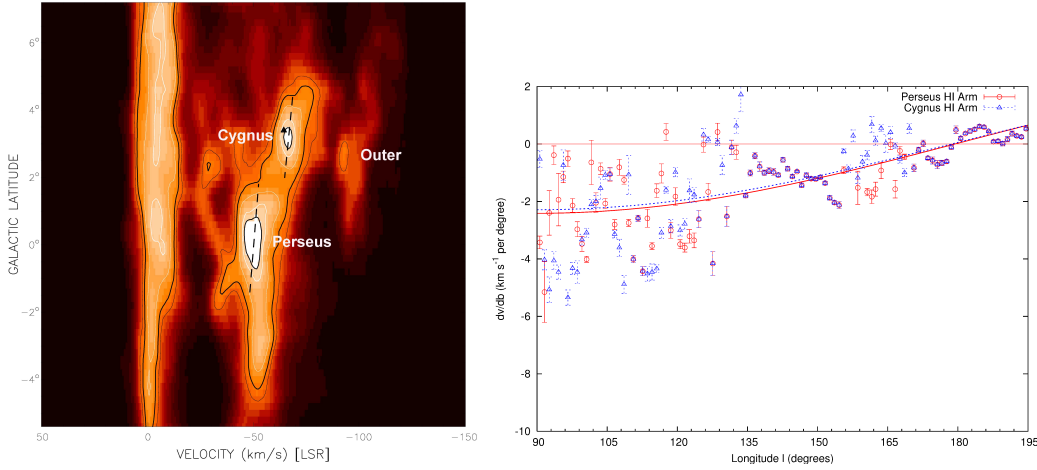 GALACTIC LATITUDE
6°
4°
2°
0°
-2°
-4°
Cygnus
Outer
Perseus
50
0
-50
-100
-150
VELOCITY (km/s) [LSR]
dv/db (km s⁻¹ per degree)
2
0
-2
-4
-6
-8
-10
Perseus HI Arm
Cygnus HI Arm
90
105
120
135
150
165
180
195
Longitude l (degrees)